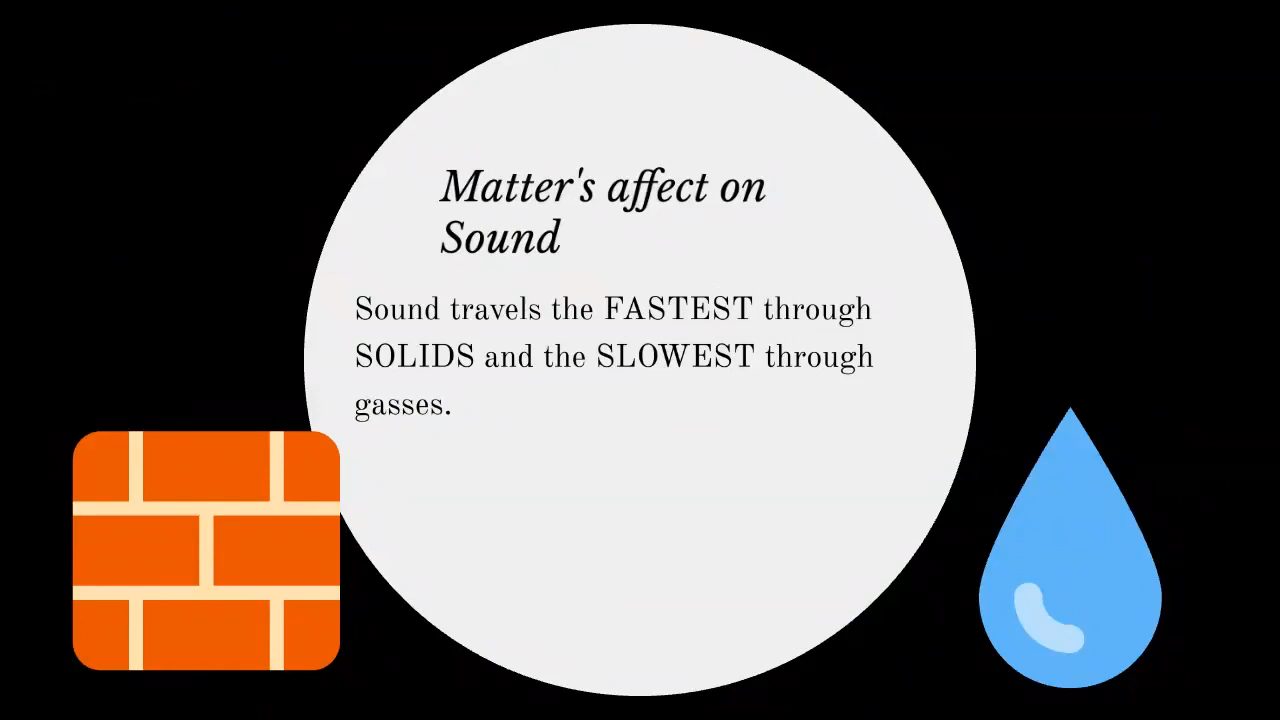 Matter's affect on
Sound
Sound travels the FASTEST through
SOLIDS and the SLOWEST through
gasses.